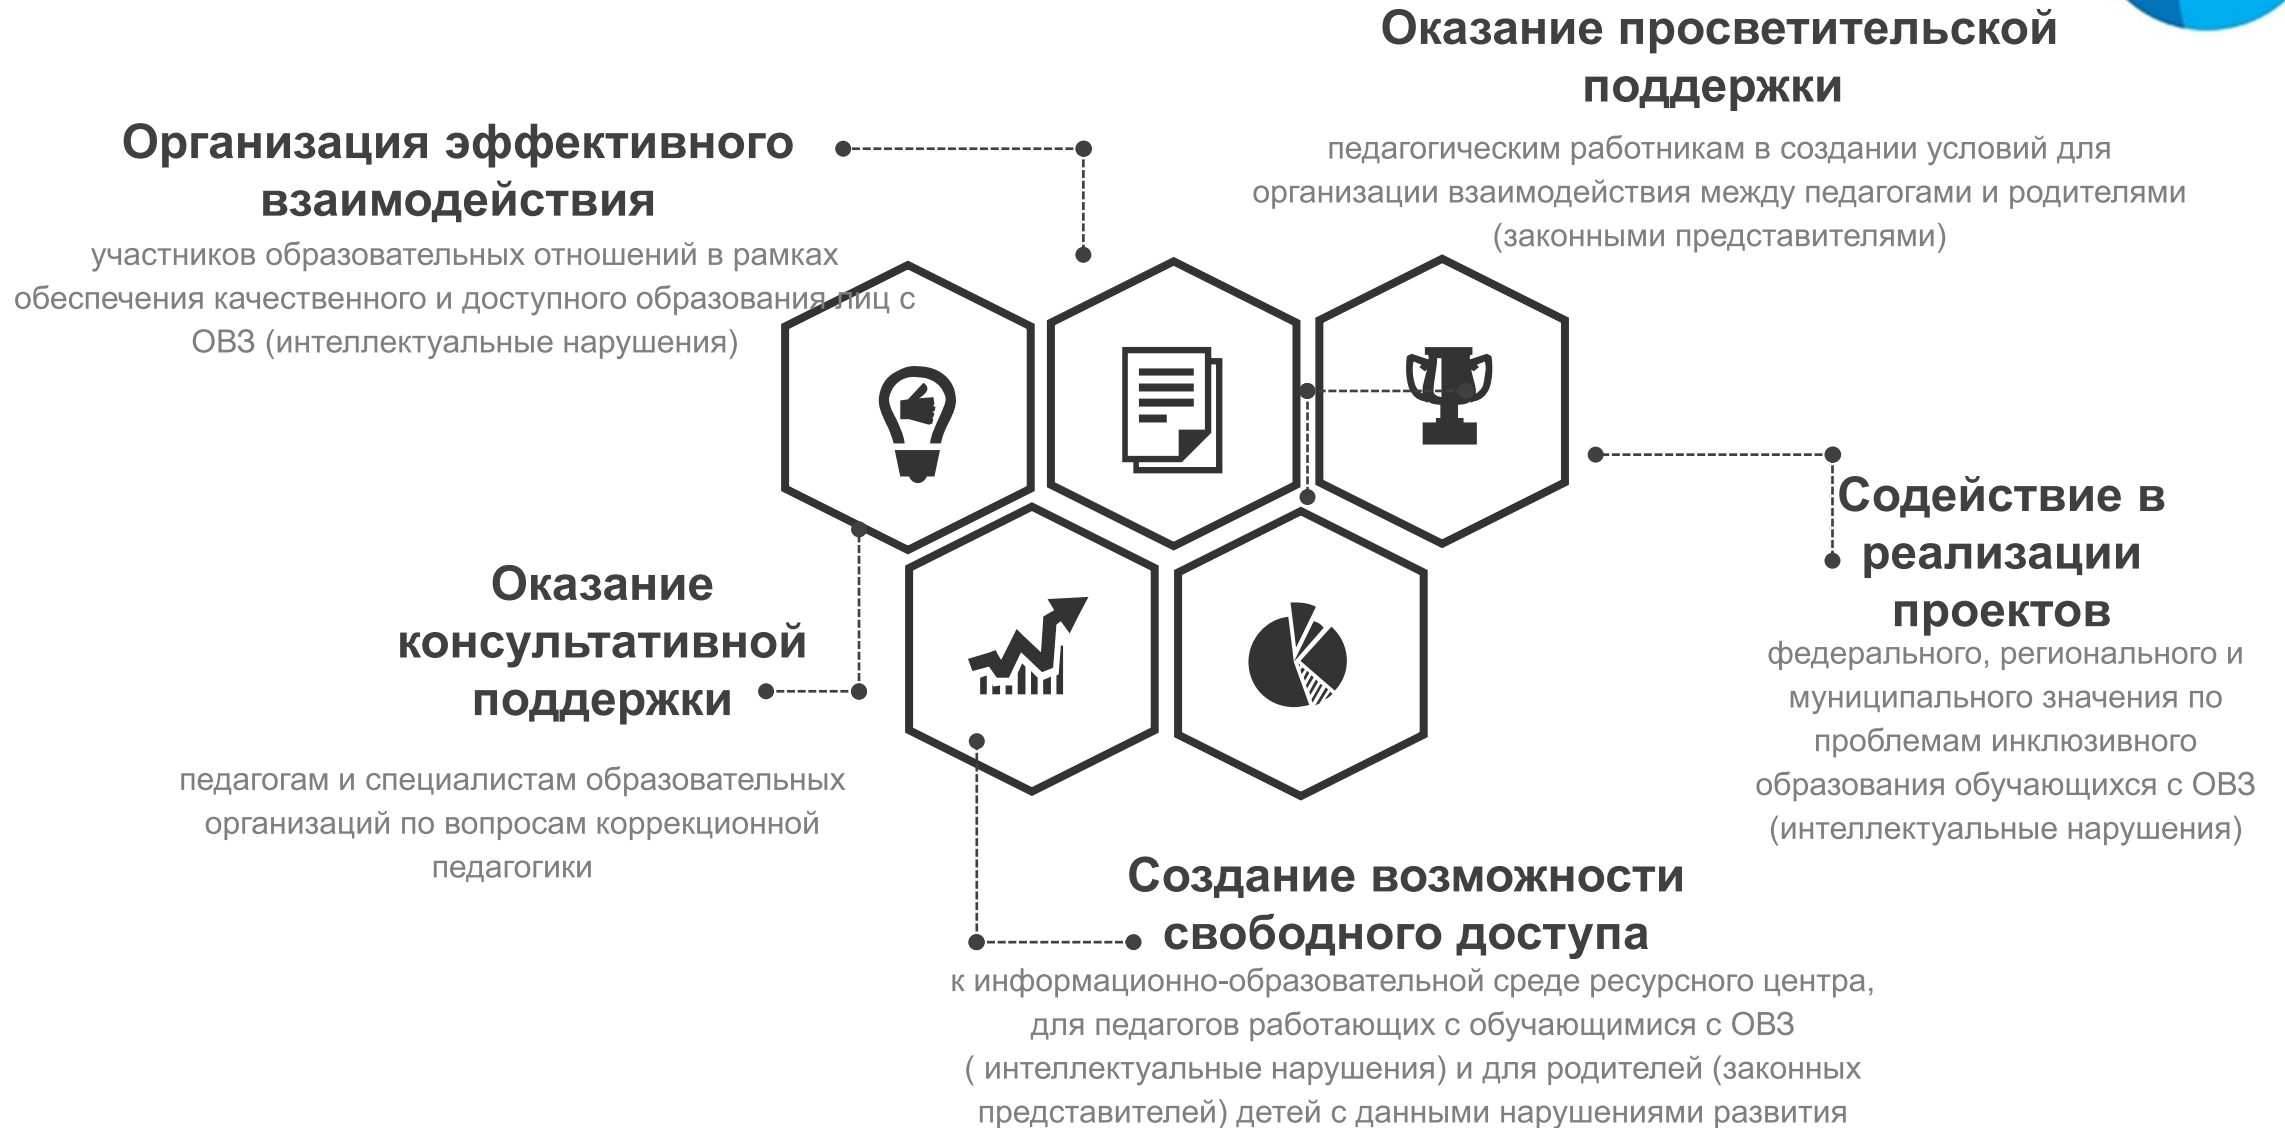 Организация эффективного
взаимодействия
участников образовательных отношений в рамках
обеспечения качественного и доступного образования лиц с
ОВЗ (интеллектуальные нарушения)
Оказание просветительской
поддержки
педагогическим работникам в создании условий для
организации взаимодействия между педагогами и родителями
(законными представителями)
Оказание
консультативной
поддержки
педагогам и специалистам образовательных
организаций по вопросам коррекционной
педагогики
Содействие в
реализации
проектов
федерального, регионального и
муниципального значения по
проблемам инклюзивного
образования обучающихся с ОВЗ
(интеллектуальные нарушения)
Создание возможности
свободного доступа
к информационно-образовательной среде ресурсного центра,
для педагогов работающих с обучающимися с ОВЗ
( интеллектуальные нарушения) и для родителей (законных
представителей) детей с данными нарушениями развития